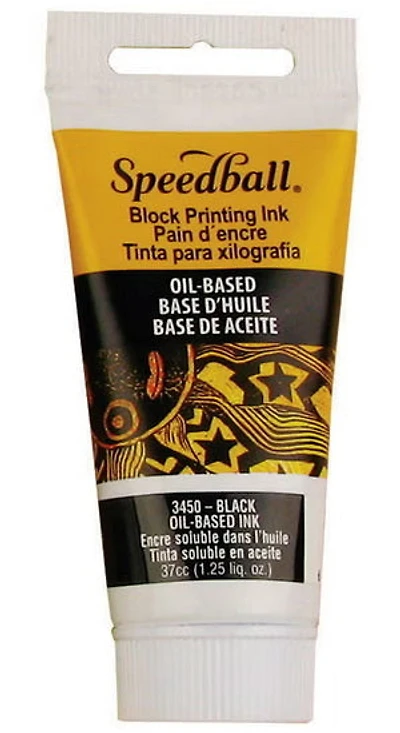 Speedball®
Block Printing Ink
Pain d'encre
Tinta para xilografía
OIL-BASED
BASE D'HUILE
BASE DE ACEITE
3450 – BLACK
OIL-BASED INK
Encre soluble dans l'huile
Tinta soluble en aceite
37cc (1.25 liq. oz.)